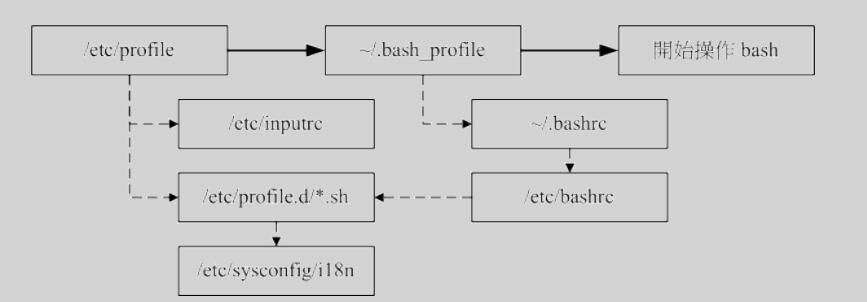 /etc/profile
~/.bash_profile
開始操作 bash
/etc/inputrc
~/.bashrc
/etc/profile.d/*.sh
/etc/bashrc
/etc/sysconfig/i18n